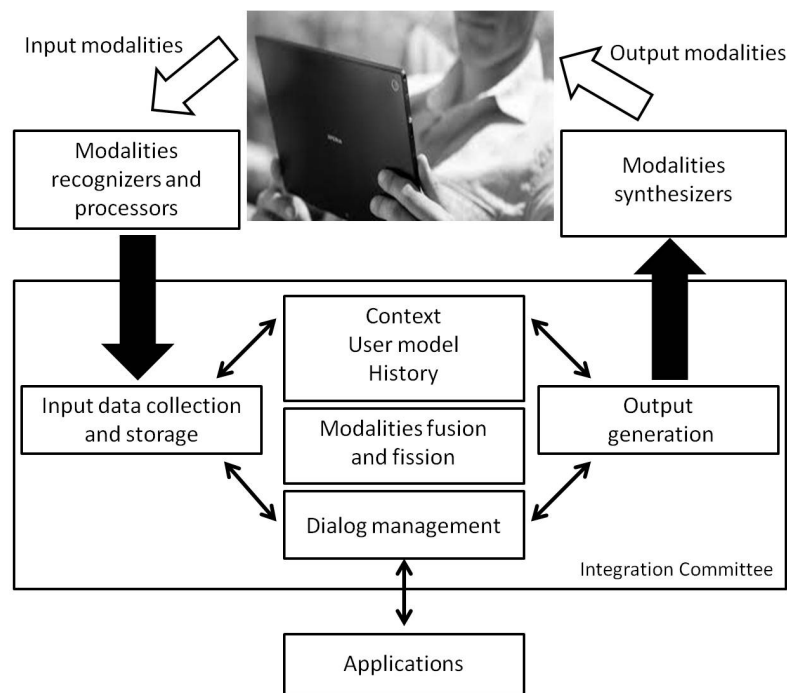 Input modalities
Output modalities
Modalities
recognizers and
processors
Modalities
synthesizers
Context
User model
History
Input data collection
and storage
Output
generation
Modalities fusion
and fission
Dialog management
Integration Committee
Applications